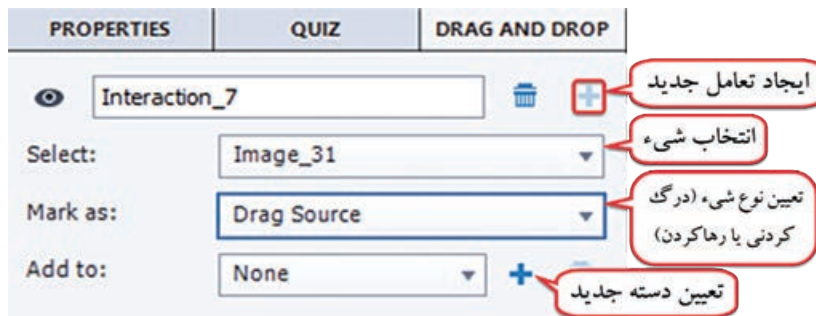 PROPERTIES QUIZ DRAG AND DROP
Interaction_7
ایجاد تعامل جدید
Select: Image_31
انتخاب شیء
Mark as: Drag Source
تعیین نوع شیء (درگ
کردنی یا رهاکردن)
Add to: None
تعیین دسته جدید